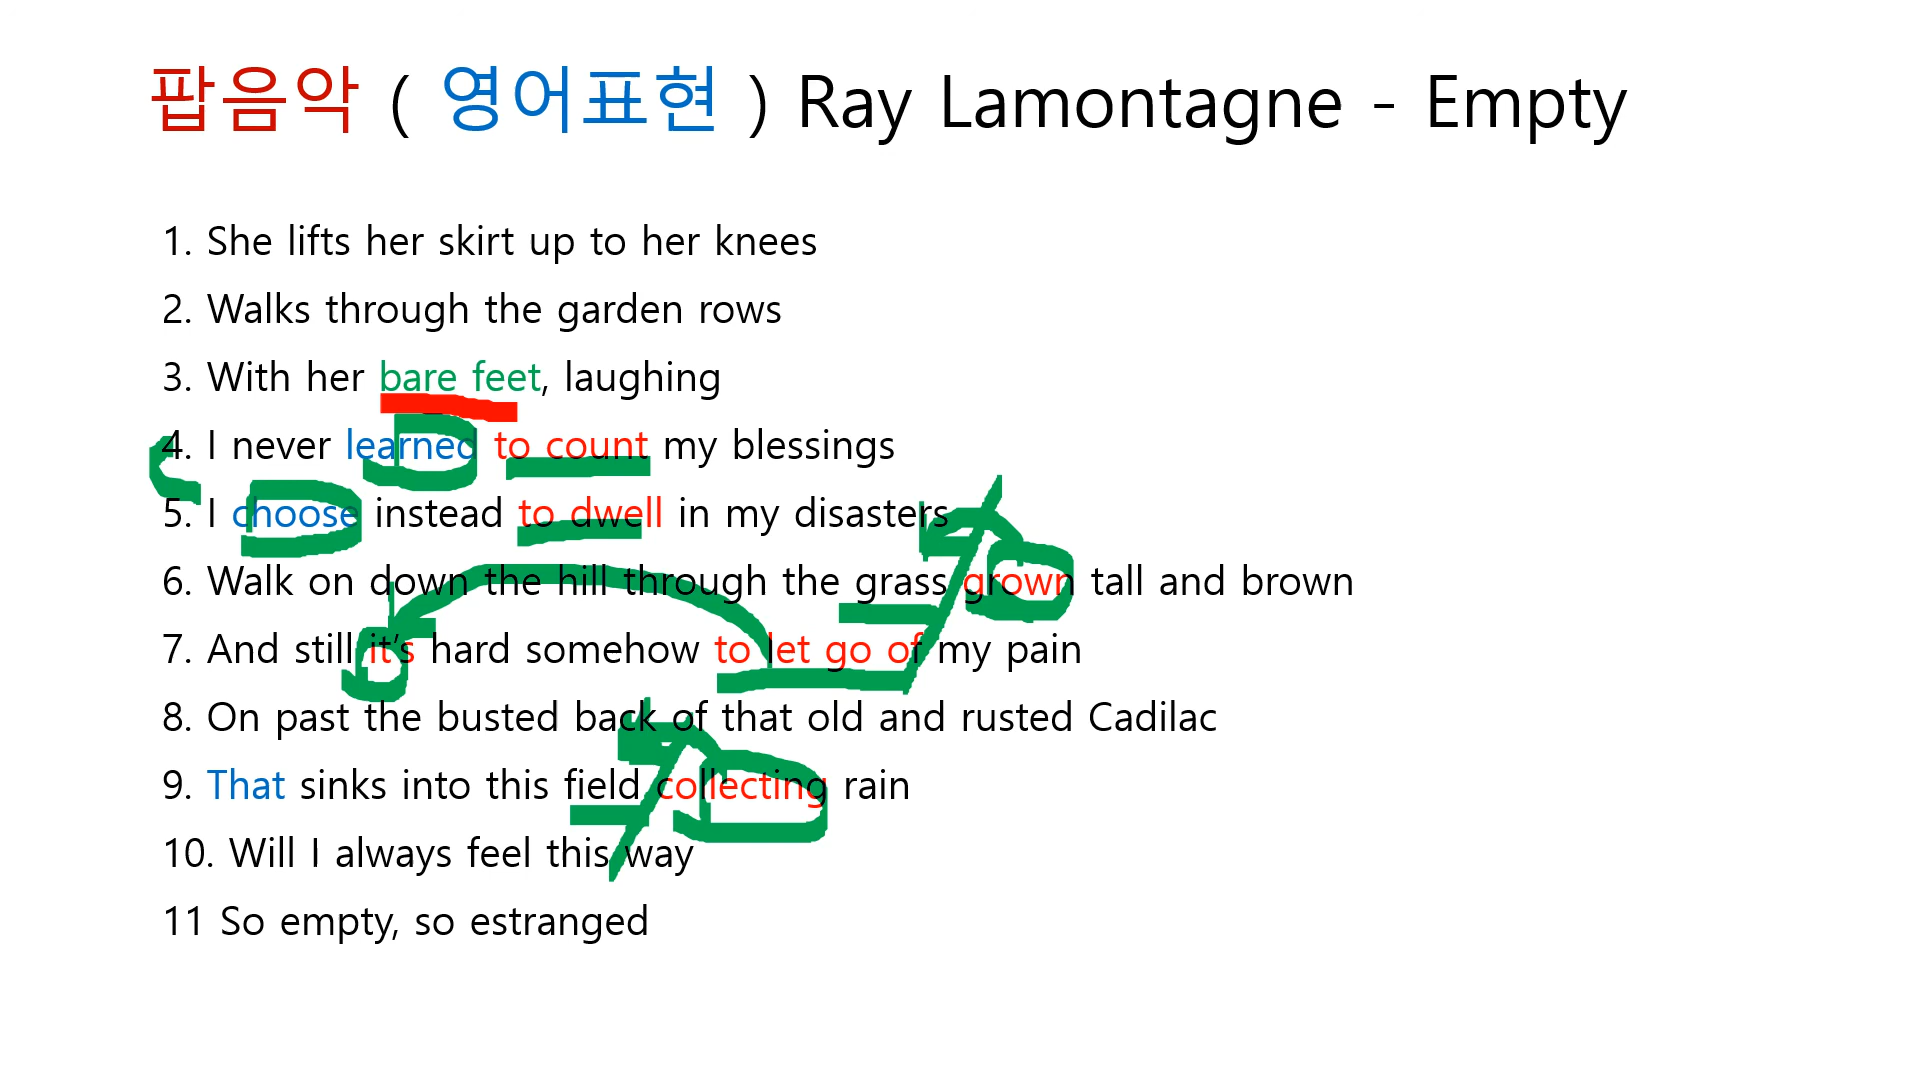 팝음악 ( 영어표현 ) Ray Lamontagne - Empty
1. She lifts her skirt up to her knees
2. Walks through the garden rows
3. With her bare feet, laughing
4. I never learned to count my blessings
5. I choose instead to dwell in my disasters
6. Walk on down the hill through the grass grown tall and brown
7. And still it's hard somehow to let go of my pain
8. On past the busted back of that old and rusted Cadilac
9. That sinks into this field collecting rain
10. Will I always feel this way
11 So empty, so estranged